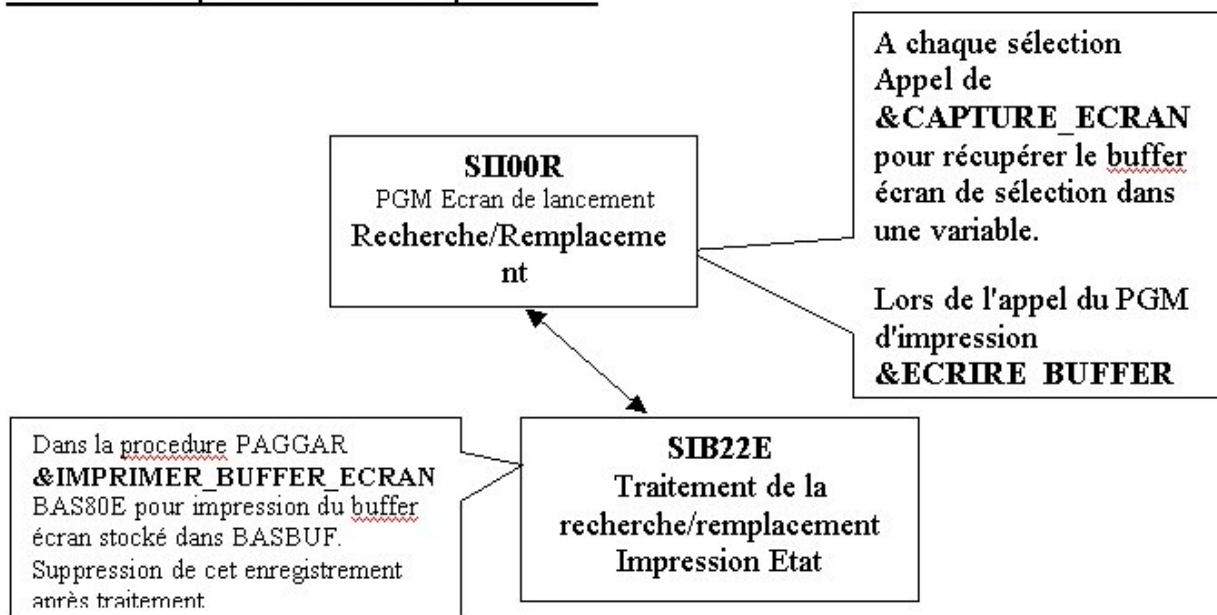 SII00R
PGM Ecran de lancement
Recherche/Remplaceme
nt
A chaque sélection
Appel de
&CAPTURE_ECRAN
pour récupérer le buffer
écran de sélection dans
une variable.
Lors de l'appel du PGM
d'impression
&ECRIRE_BUFFER
Dans la procedure PAGGAR
&IMPRIMER_BUFFER_ECRAN
BAS80E pour impression du buffer
écran stocké dans BASBUF.
Suppression de cet enregistrement
après traitement
SIB22E
Traitement de la
recherche/remplacement
Impression Etat